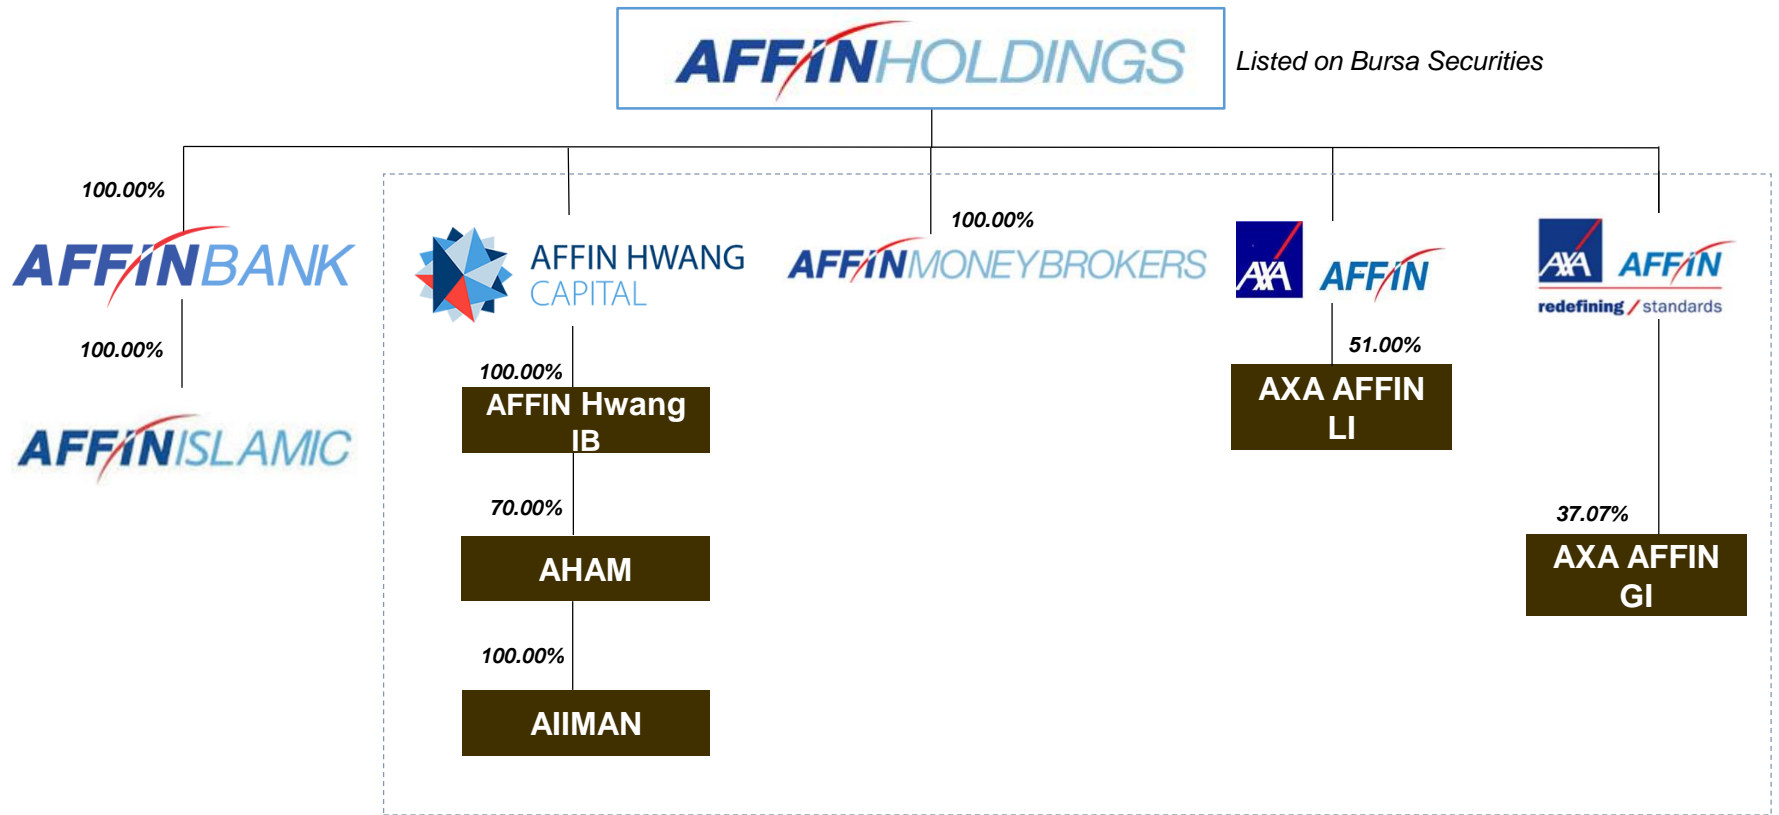 AFFINHOLDINGS
Listed on Bursa Securities
100.00%
AFFINBANK
100.00%
AFFINISLAMIC
AFFIN HWANG
CAPITAL
100.00%
AFFIN Hwang
IB
70.00%
AHAM
100.00%
AIIMAN
100.00%
AFFINMONEYBROKERS
AXA AFFIN
51.00%
AXA AFFIN
LI
AXA AFFIN
redefining / standards
37.07%
AXA AFFIN
GI